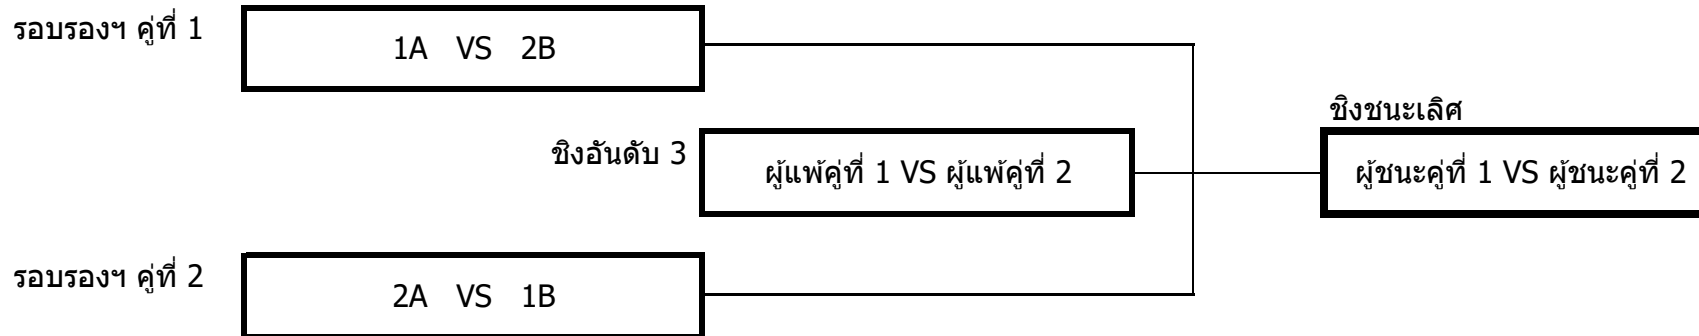 รอบรองฯ คู่ที่ 1
1A VS 2B
ชิงชนะเลิศ
ชิงอันดับ 3
ผู้แพ้คู่ที่ 1 VS ผู้แพ้คู่ที่ 2
ผู้ชนะคู่ที่ 1 VS ผู้ชนะคู่ที่ 2
รอบรองฯ คู่ที่ 2
2A VS 1B